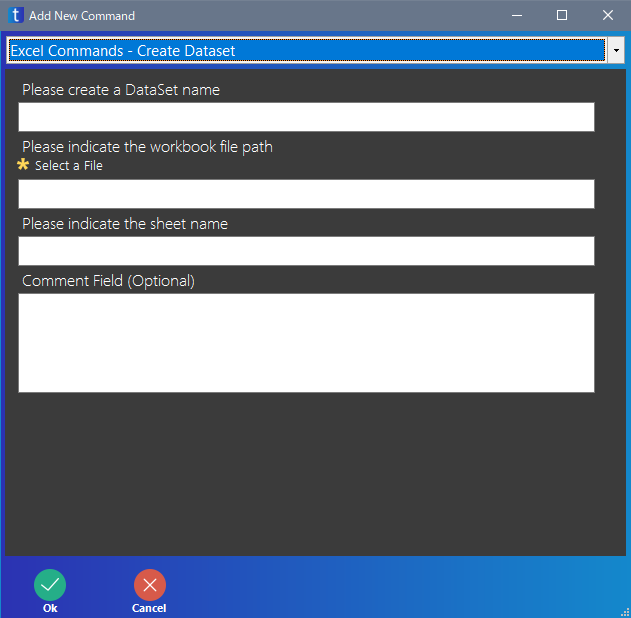 t Add New Command
Excel Commands - Create Dataset
Please create a DataSet name
Please indicate the workbook file path
Select a File
Please indicate the sheet name
Comment Field (Optional)
Ok Cancel